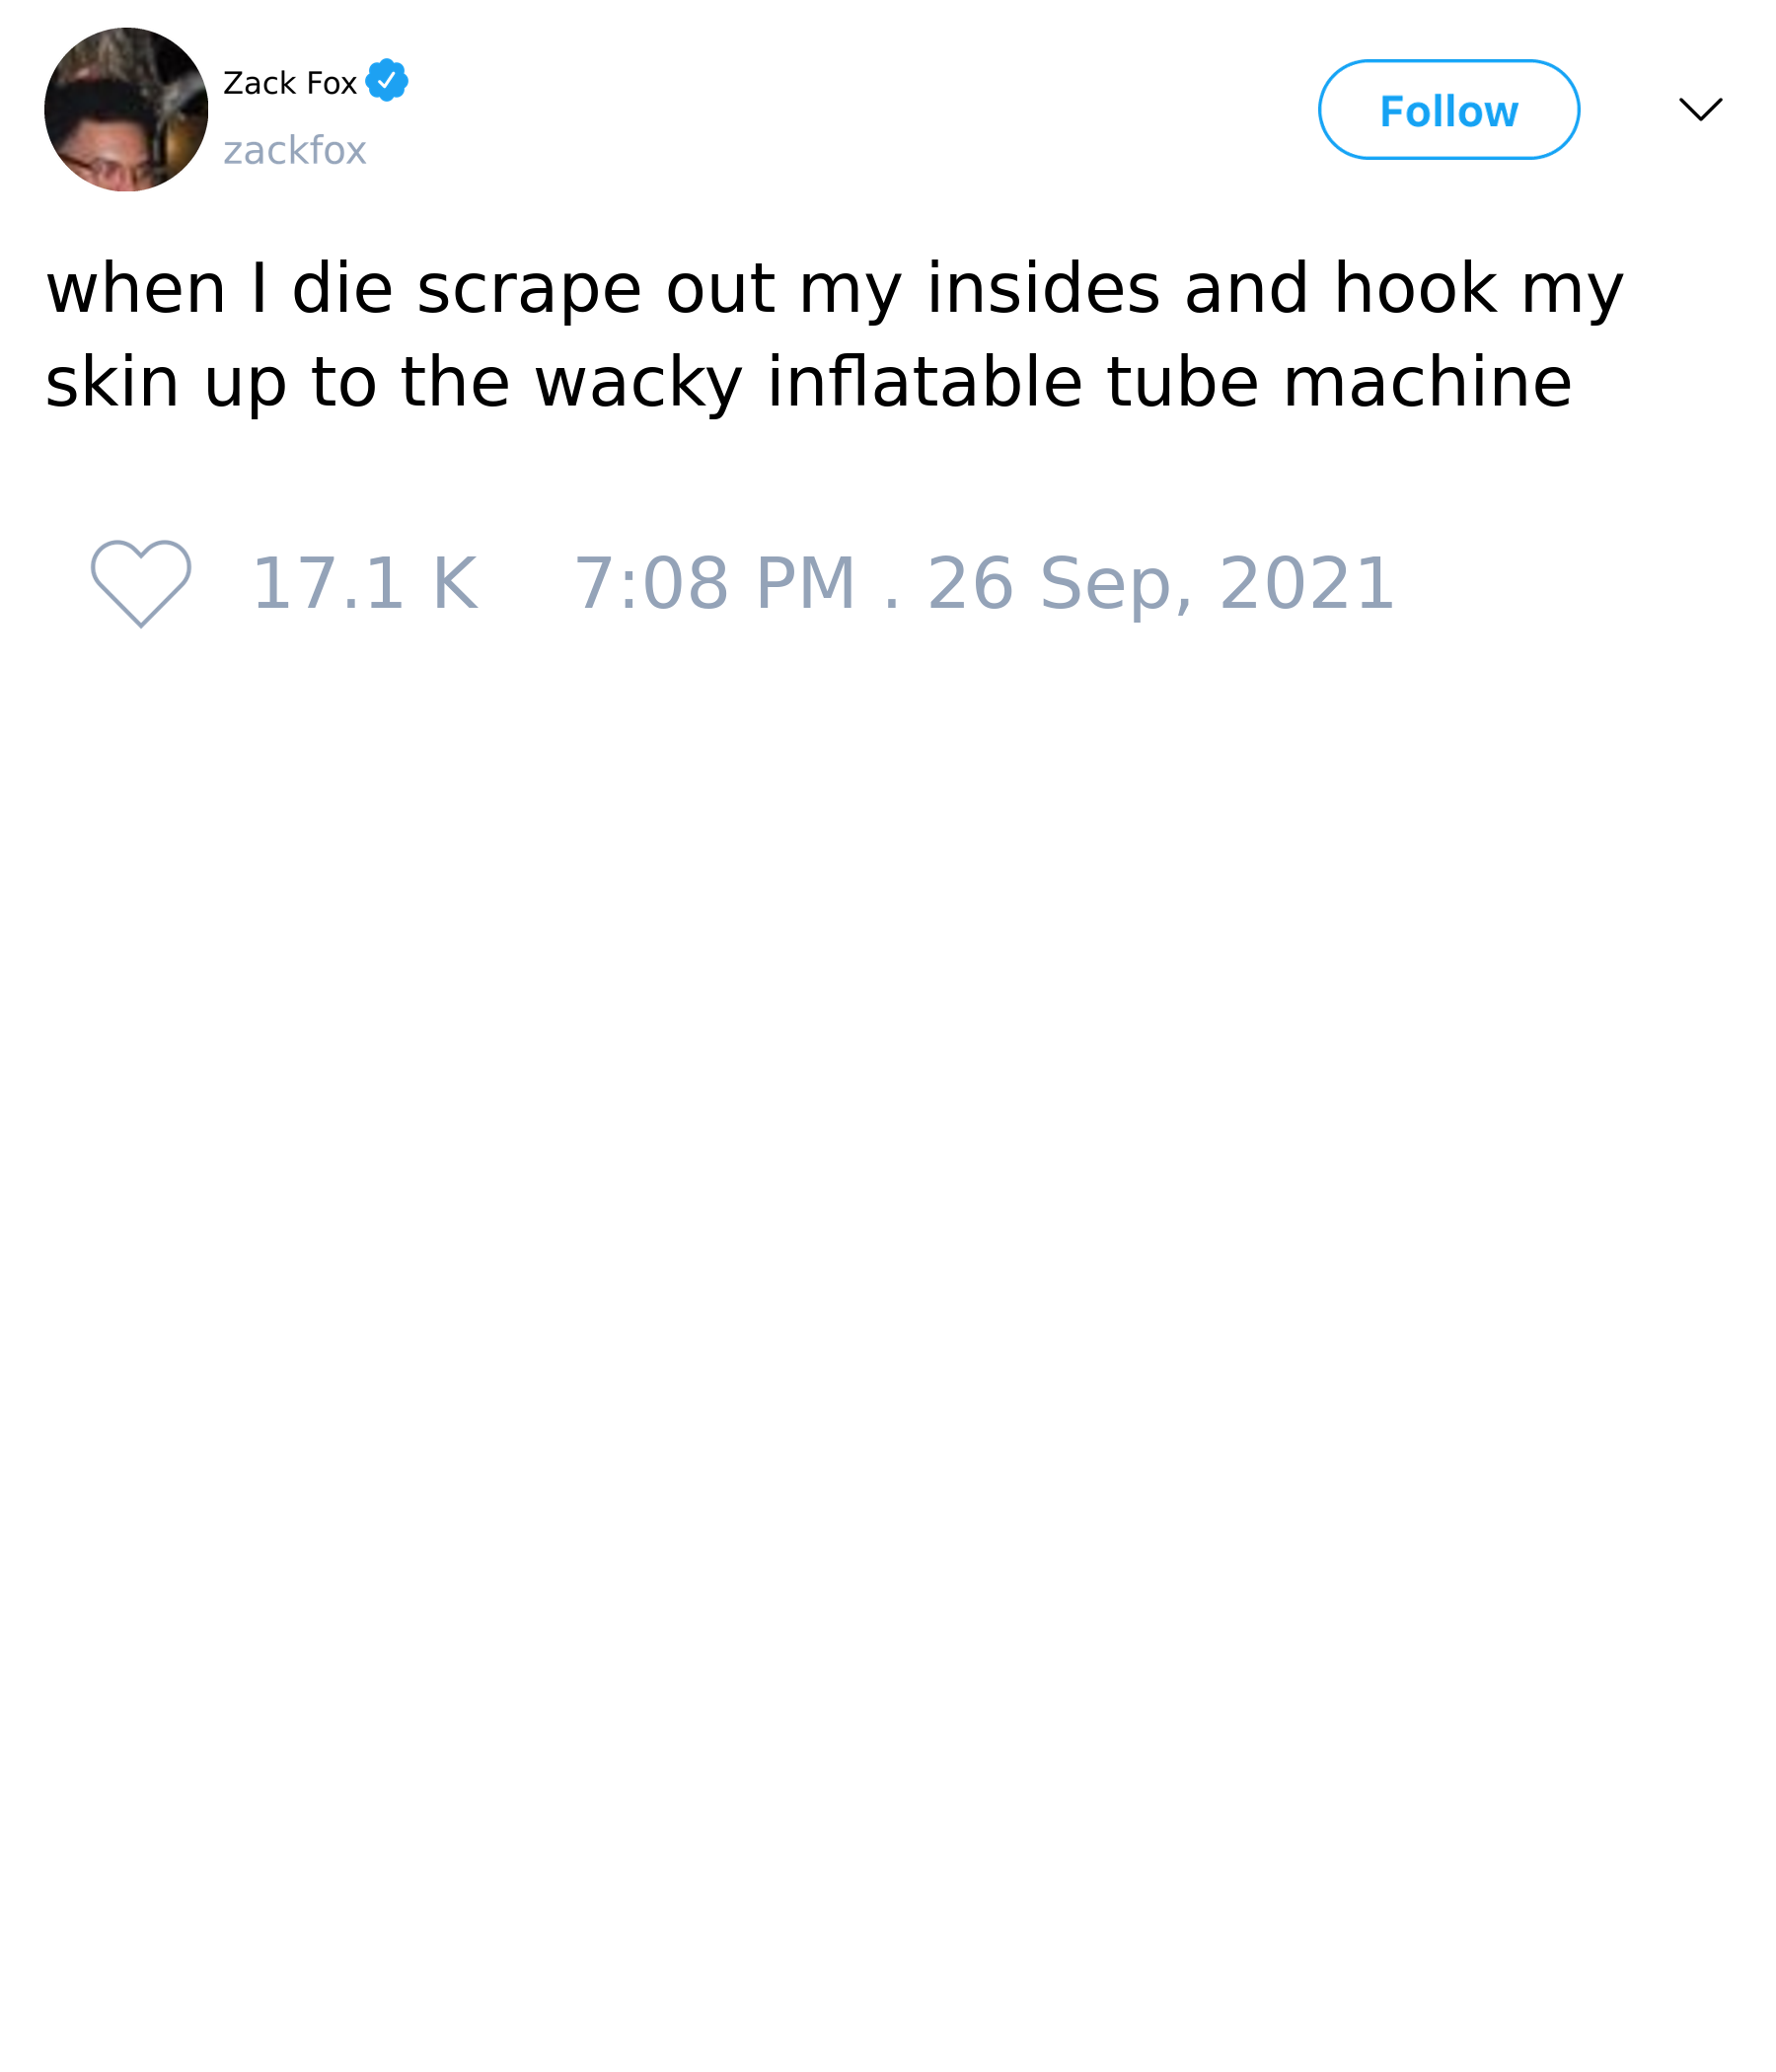 Zack Fox
zackfox
Follow
when I die scrape out my insides and hook my
skin up to the wacky inflatable tube machine
17.1 K 7:08 PM . 26 Sep, 2021